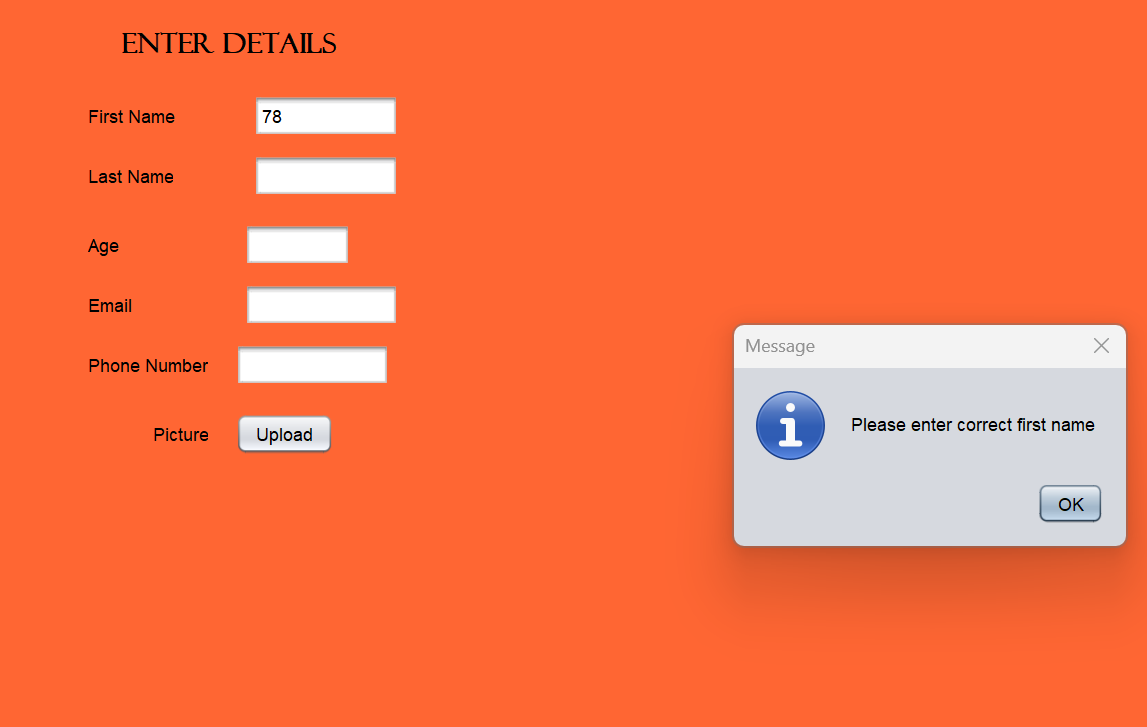 ENTER DETAILS
First Name 78
Last Name
Age
Email
Phone Number
Picture Upload
Message
Please enter correct first name
OK